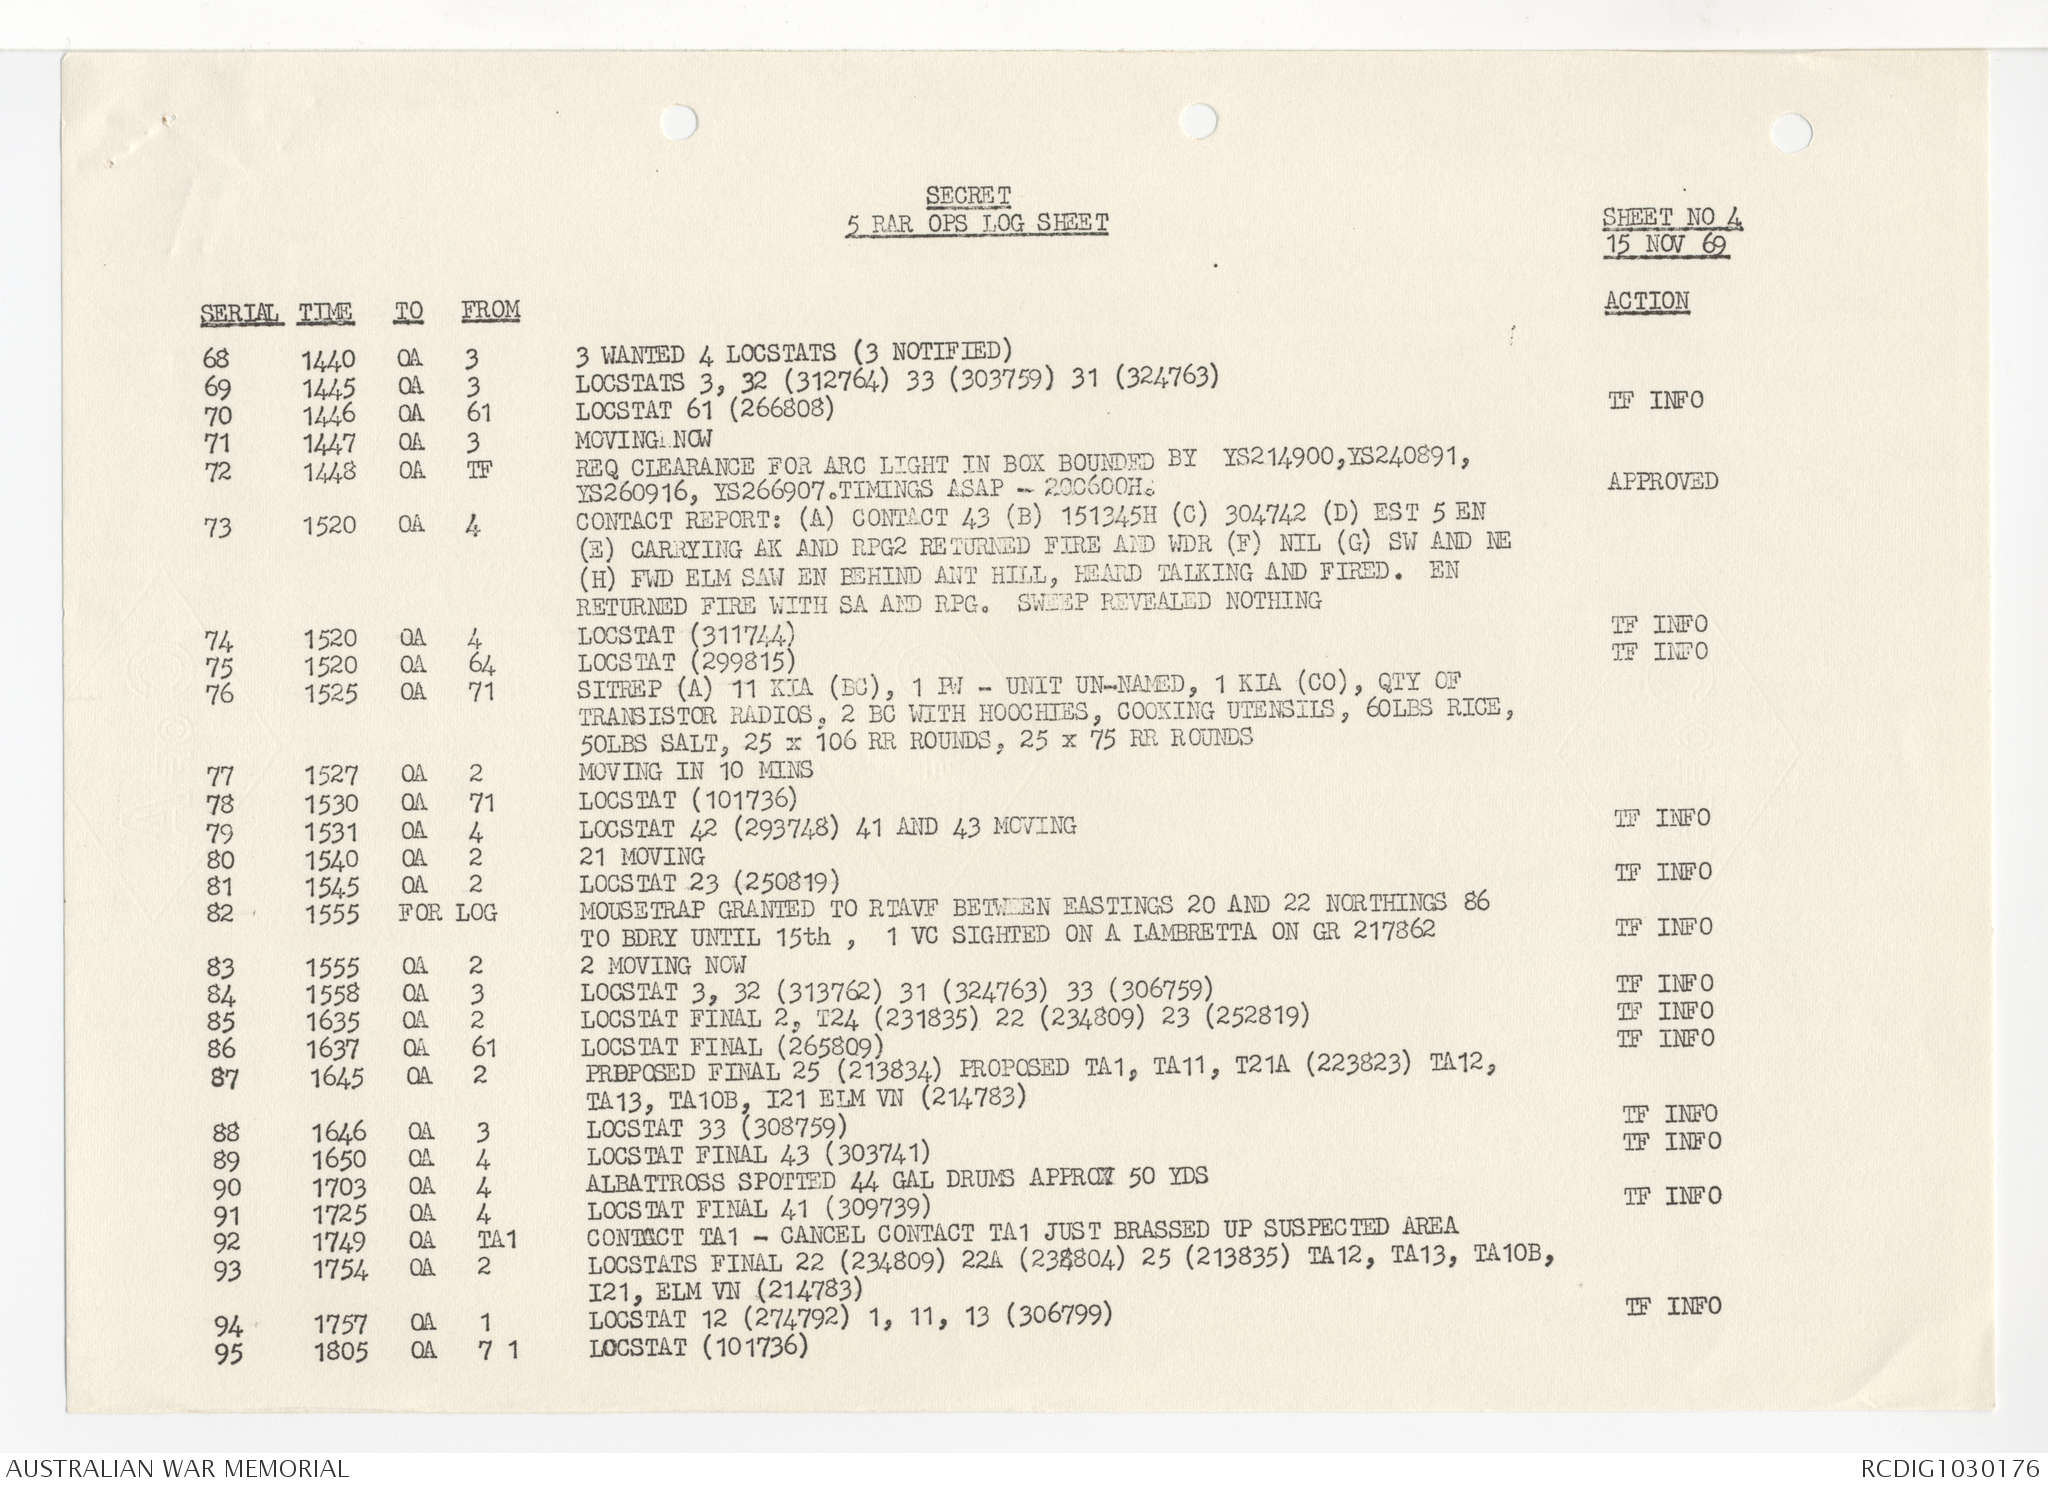 SECRET
5 RAR OPS LOG SHEET
SHEET NO 4
15 NOV 69
SERIAL TIME TO FROM ACTION
68 1440 OA 3 3 WANTED 4 LOCSTATS (3 NOTIFIED)
69 1445 OA 3 LOCSTATS 3, 32 (312764) 33 (303759) 31 (324763)
70 1446 OA 61 LOCSTAT 61 (266808) TF INFO
71 1447 OA 3 MOVING NOW
72 1448 OA TF REQ CLEARANCE FOR ARC LIGHT IN BOX BOUNDED BY YS214900,YS240891,
YS260916, YS266907.TIMINGS ASAP - 200600H. APPROVED
73 1520 OA 4 CONTACT REPORT: (A) CONTACT 43 (B) 151345H (C) 304742 (D) EST 5 EN
(E) CARRYING AK AND RPG2 RETURNED FIRE AND WDR (F) NIL (G) SW AND NE
(H) FWD ELM SAW EN BEHIND ANT HILL, HEARD TALKING AND FIRED. EN
RETURNED FIRE WITH SA AND RPG. SWEEP REVEALED NOTHING
74 1520 OA 4 LOCSTAT (311744) TF INFO
75 1520 OA 64 LOCSTAT (299815) TF INFO
76 1525 OA 71 SITREP (A) 11 KIA (BC), 1 PW - UNIT UN-NAMED, 1 KIA (CO), QTY OF
TRANSISTOR RADIOS, 2 BC WITH HOOCHIES, COOKING UTENSILS, 60LBS RICE,
50LBS SALT, 25 x 106 RR ROUNDS, 25 x 75 RR ROUNDS
77 1527 OA 2 MOVING IN 10 MINS
78 1530 OA 71 LOCSTAT (101736)
79 1531 OA 4 LOCSTAT 42 (293748) 41 AND 43 MOVING TF INFO
80 1540 OA 2 21 MOVING
81 1545 OA 2 LOCSTAT 23 (250819) TF INFO
82 1555 FOR LOG MOUSETRAP GRANTED TO RTAVF BETWEEN EASTINGS 20 AND 22 NORTHINGS 86
TO BDRY UNTIL 15th , 1 VC SIGHTED ON A LAMBRETTA ON GR 217862 TF INFO
83 1555 OA 2 2 MOVING NOW
84 1558 OA 3 LOCSTAT 3, 32 (313762) 31 (324763) 33 (306759) TF INFO
85 1635 OA 2 LOCSTAT FINAL 2, T24 (231835) 22 (234809) 23 (252819) TF INFO
86 1637 OA 61 LOCSTAT FINAL (265809) TF INFO
87 1645 OA 2 PROPOSED FINAL 25 (213834) PROPOSED TA1, TA11, T21A (223823) TA12,
TA13, TA10B, I21 ELM VN (214783)
88 1646 OA 3 LOCSTAT 33 (308759) TF INFO
89 1650 OA 4 LOCSTAT FINAL 43 (303741) TF INFO
90 1703 OA 4 ALBATTROSS SPOTTED 44 GAL DRUMS APPROX 50 YDS
91 1725 OA 4 LOCSTAT FINAL 41 (309739) TF INFO
92 1749 OA TA1 CONTACT TA1 - CANCEL CONTACT TA1 JUST BRASSED UP SUSPECTED AREA
93 1754 OA 2 LOCSTATS FINAL 22 (234809) 22A (238804) 25 (213835) TA12, TA13, TA10B,
I21, ELM VN (214783)
94 1757 OA 1 LOCSTAT 12 (274792) 1, 11, 13 (306799) TF INFO
95 1805 OA 7 1 LOCSTAT (101736)
AUSTRALIAN WAR MEMORIAL RCDIG1030176